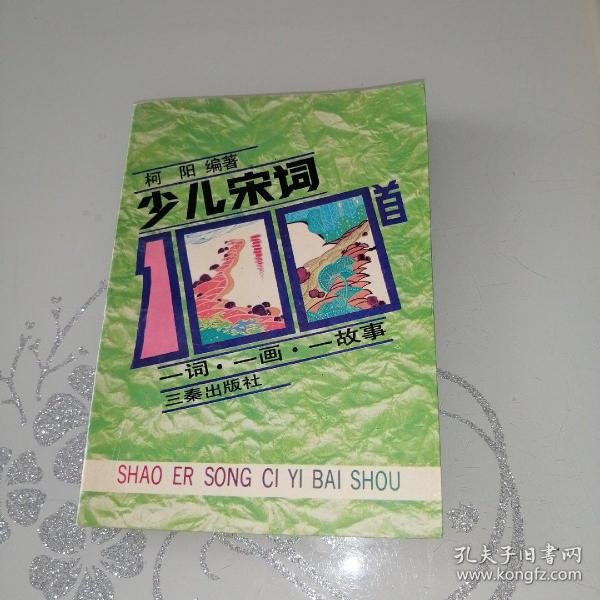 柯 阳 编著
少儿宋词
100首
一词·一画·一故事
三秦出版社
SHAO ER SONG CI YI BAI SHOU
孔夫子旧书网
www.kongfz.com